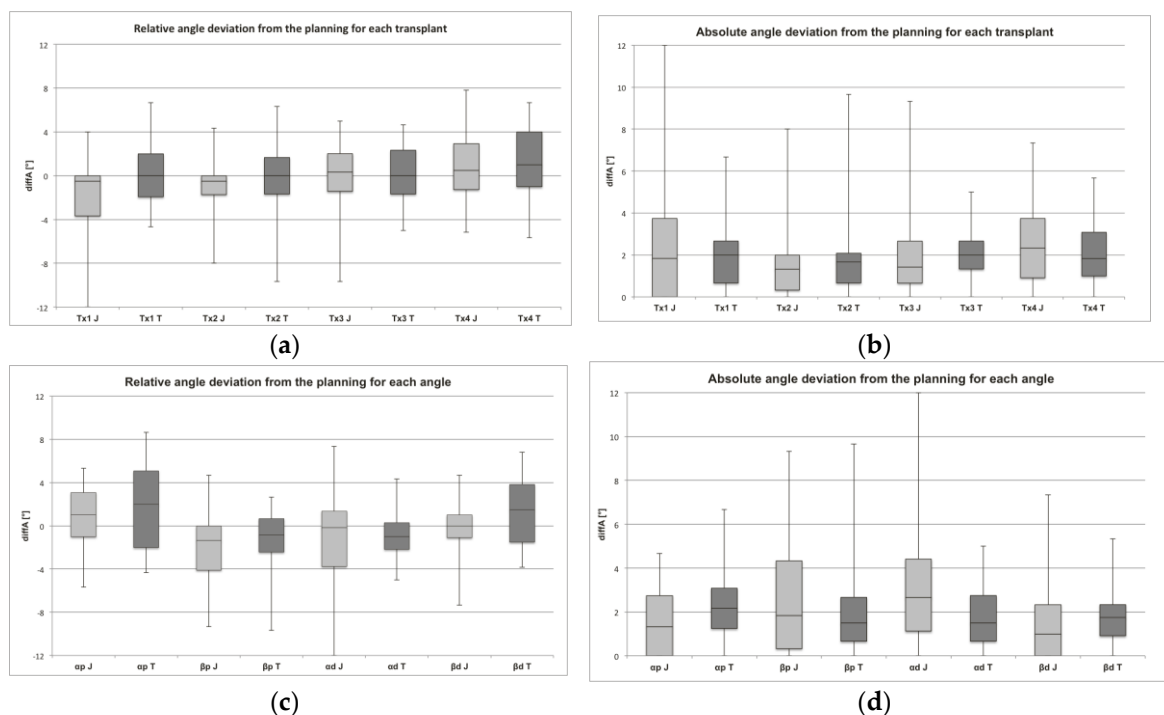 Relative angle deviation from the planning for each transplant
12
8
4
0
-4
-8
-12
diffA [°]
Tx1 J Tx1 T Tx2 J Tx2 T Tx3 J Tx3 T Tx4 J Tx4 T
(a)
Absolute angle deviation from the planning for each transplant
12
10
8
6
4
2
0
diffA [°]
Tx1 J Tx1 T Tx2 J Tx2 T Tx3 J Tx3 T Tx4 J Tx4 T
(b)
Relative angle deviation from the planning for each angle
12
8
4
0
-4
-8
-12
diffA [°]
αp J αp T βp J βp T αd J αd T βd J βd T
(c)
Absolute angle deviation from the planning for each angle
12
10
8
6
4
2
0
diffA [°]
αp J αp T βp J βp T αd J αd T βd J βd T
(d)